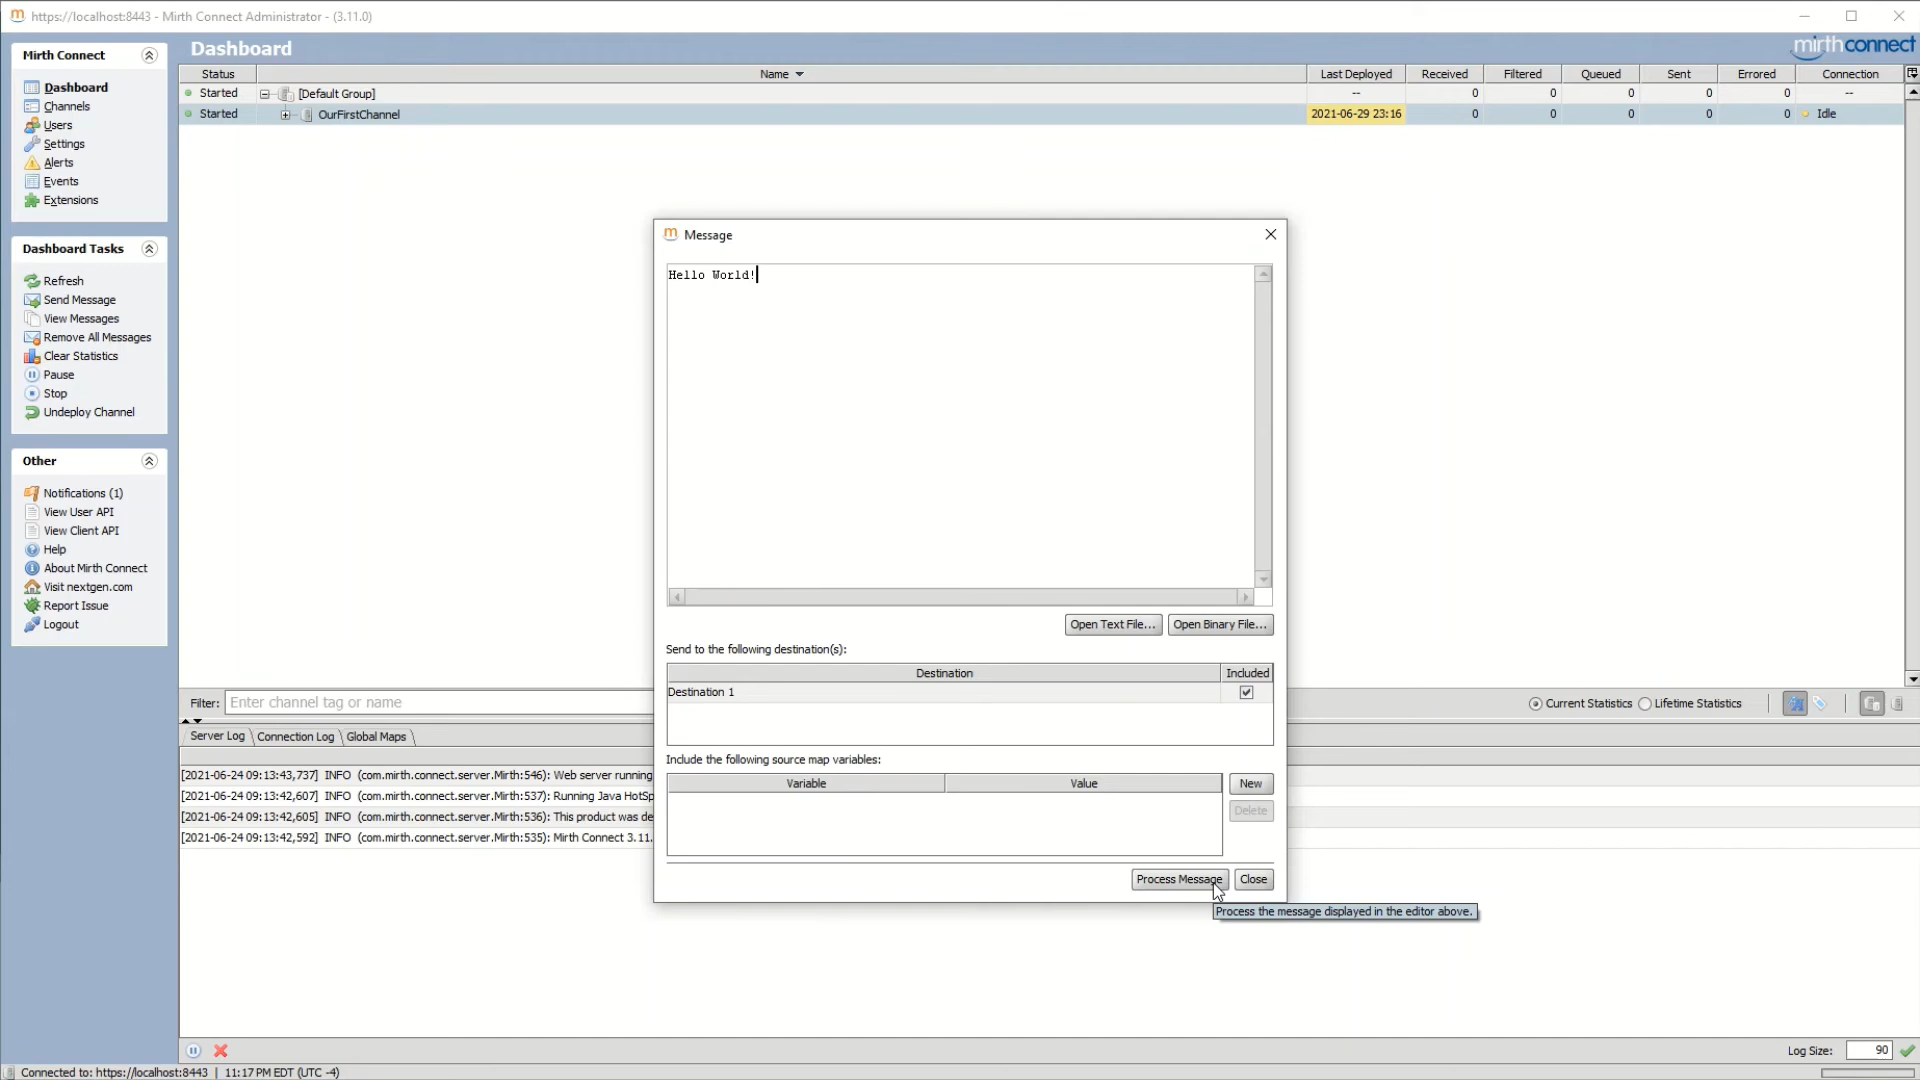 https://localhost:8443 - Mirth Connect Administrator - (3.11.0)
Mirth Connect
Dashboard
Channels
Users
Settings
Alerts
Events
Extensions
Dashboard Tasks
Refresh
Send Message
View Messages
Remove All Messages
Clear Statistics
Pause
Stop
Undeploy Channel
Other
Notifications (1)
View User API
View Client API
Help
About Mirth Connect
Visit nextgen.com
Report Issue
Logout
Dashboard
mirthconnect
Status Name Last Deployed Received Filtered Queued Sent Errored Connection
Started [Default Group] -- 0 0 0 0 0 --
Started OurFirstChannel 2021-06-29 23:16 0 0 0 0 0 Idle
Message
Hello World!
Open Text File... Open Binary File...
Send to the following destination(s):
Destination Included
Destination 1
Include the following source map variables:
Variable Value New
Delete
Process Message Close
Process the message displayed in the editor above.
Filter: Enter channel tag or name Current Statistics Lifetime Statistics
Server Log Connection Log Global Maps
[2021-06-24 09:13:43,737] INFO (com.mirth.connect.server.Mirth:546): Web server running
[2021-06-24 09:13:42,607] INFO (com.mirth.connect.server.Mirth:537): Running Java HotSp
[2021-06-24 09:13:42,605] INFO (com.mirth.connect.server.Mirth:536): This product was de
[2021-06-24 09:13:42,592] INFO (com.mirth.connect.server.Mirth:535): Mirth Connect 3.11.
Log Size: 90
Connected to: https://localhost:8443 | 11:17 PM EDT (UTC -4)